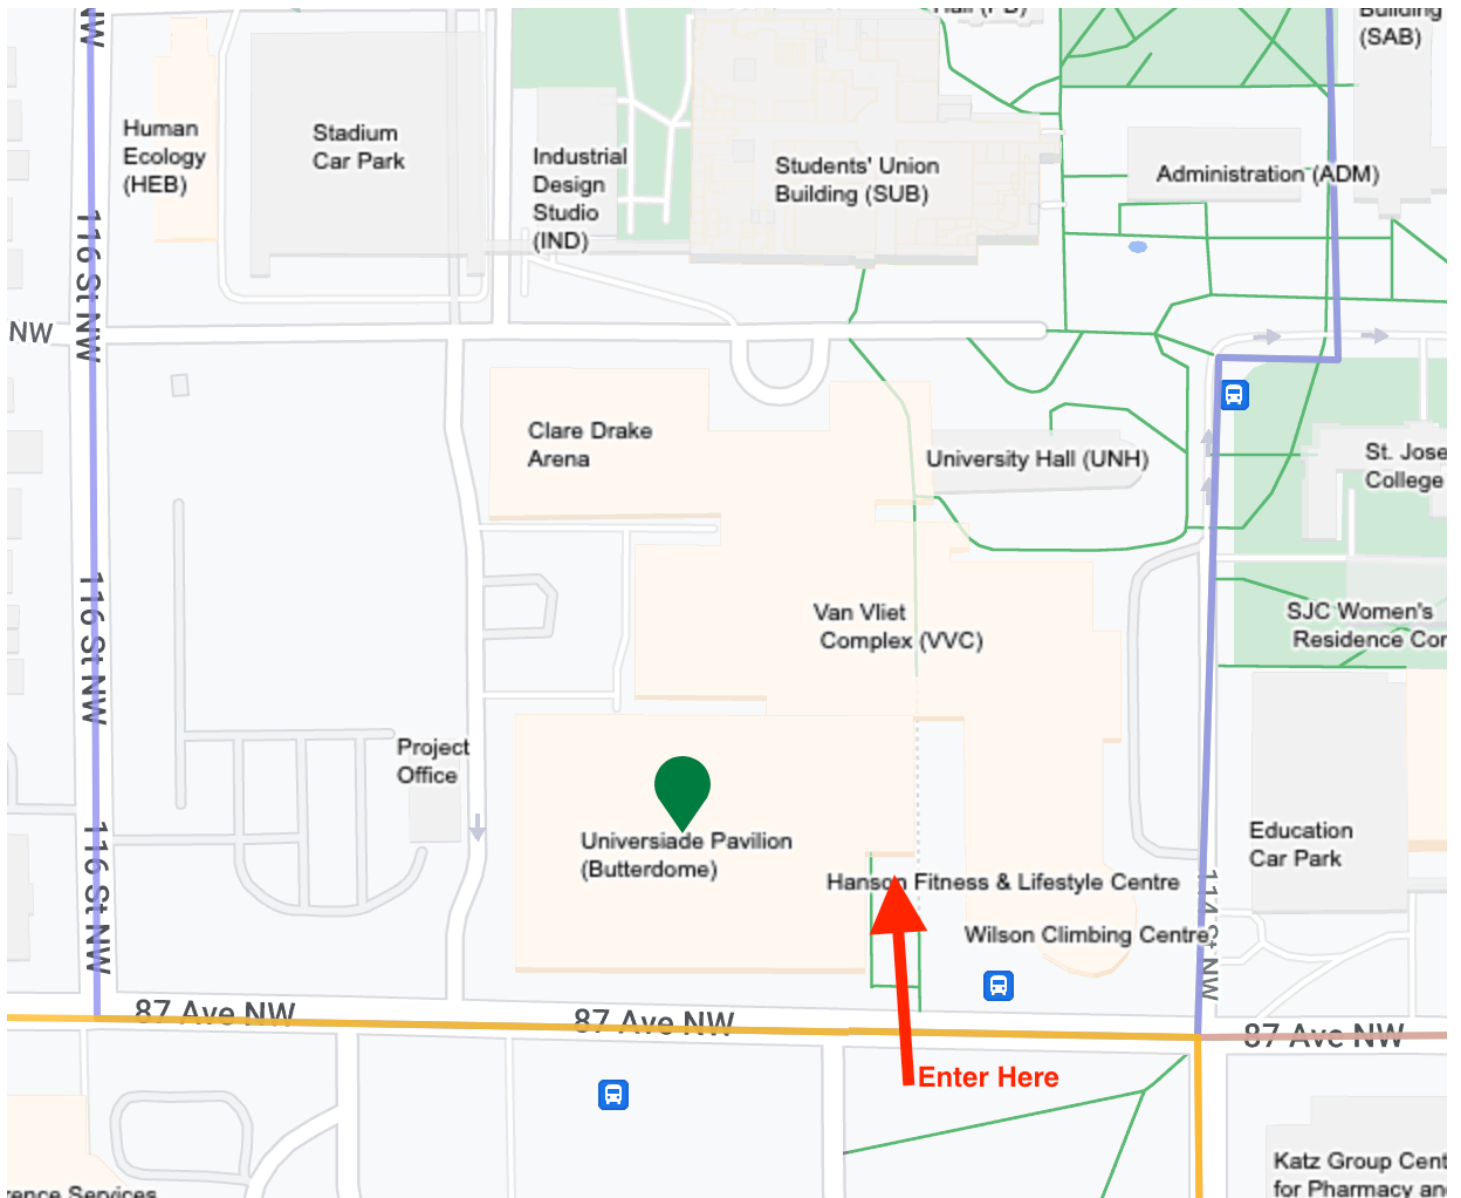 Building
(SAB)
Human
Ecology
(HEB)
Stadium
Car Park
Industrial
Design
Studio
(IND)
Students' Union
Building (SUB)
Administration (ADM)
116 St NW
NW
Clare Drake
Arena
University Hall (UNH)
St. Jose
College
116 St NW
Van Vliet
Complex (VVC)
SJC Women's
Residence Cor
Project
Office
Universiade Pavilion
(Butterdome)
Education
Car Park
116 St NW
Hanson Fitness & Lifestyle Centre
Wilson Climbing Centre
114 St NW
87 Ave NW
87 Ave NW
87 Ave NW
Enter Here
Katz Group Cent
for Pharmacy an
rence Services